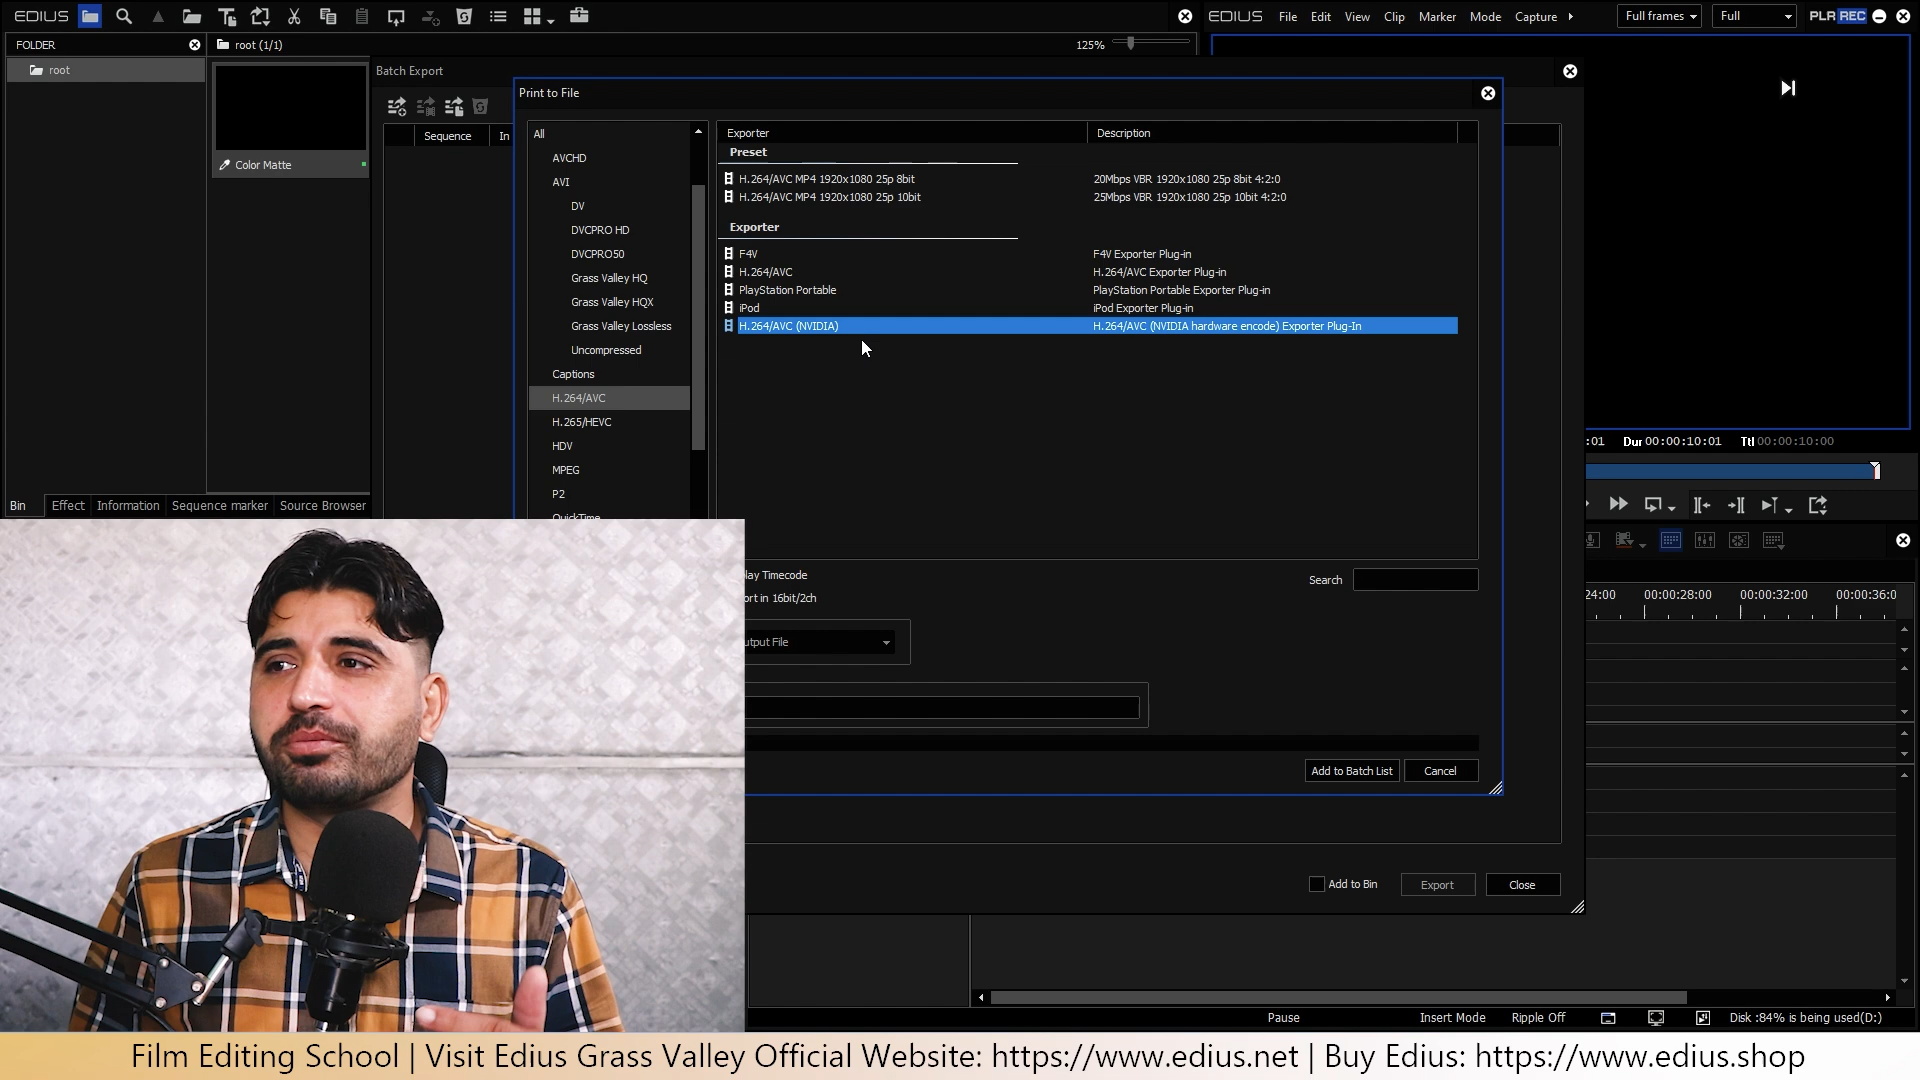 EDIUS
EDIUS File Edit View Clip Marker Mode Capture Full frames Full PLR REC
FOLDER
root (1/1)
125%
root
Color Matte
Batch Export
Sequence In
Print to File
All
AVCHD
AVI
DV
DVCPRO HD
DVCPRO50
Grass Valley HQ
Grass Valley HQX
Grass Valley Lossless
Uncompressed
Captions
H.264/AVC
H.265/HEVC
HDV
MPEG
P2
QuickTime
Exporter Description
Preset
H.264/AVC MP4 1920x1080 25p 8bit 20Mbps VBR 1920x1080 25p 8bit 4:2:0
H.264/AVC MP4 1920x1080 25p 10bit 25Mbps VBR 1920x1080 25p 10bit 4:2:0
Exporter
F4V F4V Exporter Plug-in
H.264/AVC H.264/AVC Exporter Plug-in
PlayStation Portable PlayStation Portable Exporter Plug-in
iPod iPod Exporter Plug-in
H.264/AVC (NVIDIA) H.264/AVC (NVIDIA hardware encode) Exporter Plug-In
:01 Dur 00:00:10:01 Ttl 00:00:10:00
Bin Effect Information Sequence marker Source Browser
lay Timecode
Search
ort in 16bit/2ch
24:00 00:00:28:00 00:00:32:00 00:00:36:0
utput File
Add to Batch List Cancel
Add to Bin Export Close
Pause Insert Mode Ripple Off Disk :84% is being used(D:)
Film Editing School | Visit Edius Grass Valley Official Website: https://www.edius.net | Buy Edius: https://www.edius.shop